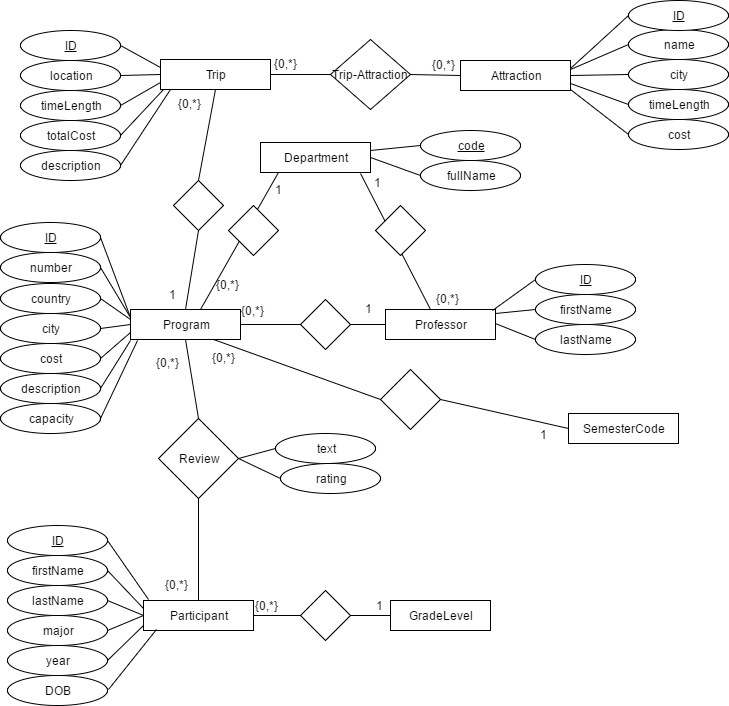 ID
name
city
timeLength
cost
ID
location
timeLength
totalCost
description
Trip
{0,*}
Trip-Attraction
{0,*}
Attraction
{0,*}
Department
code
fullName
1
1
1
{0,*}
{0,*}
{0,*}
1
ID
number
country
city
cost
description
capacity
Program
Professor
ID
firstName
lastName
{0,*}
{0,*}
1
SemesterCode
Review
text
rating
{0,*}
ID
firstName
lastName
major
year
DOB
Participant
{0,*}
1
GradeLevel